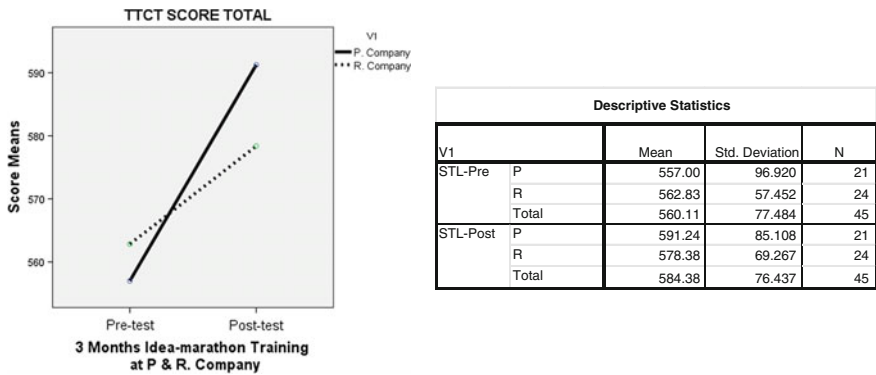 TTCT SCORE TOTAL
V1
P. Company
R. Company
590
580
570
560
Score Means
Pre-test Post-test
3 Months Idea-marathon Training
at P & R. Company
Descriptive Statistics
V1 Mean Std. Deviation N
STL-Pre P 557.00 96.920 21
R 562.83 57.452 24
Total 560.11 77.484 45
STL-Post P 591.24 85.108 21
R 578.38 69.267 24
Total 584.38 76.437 45